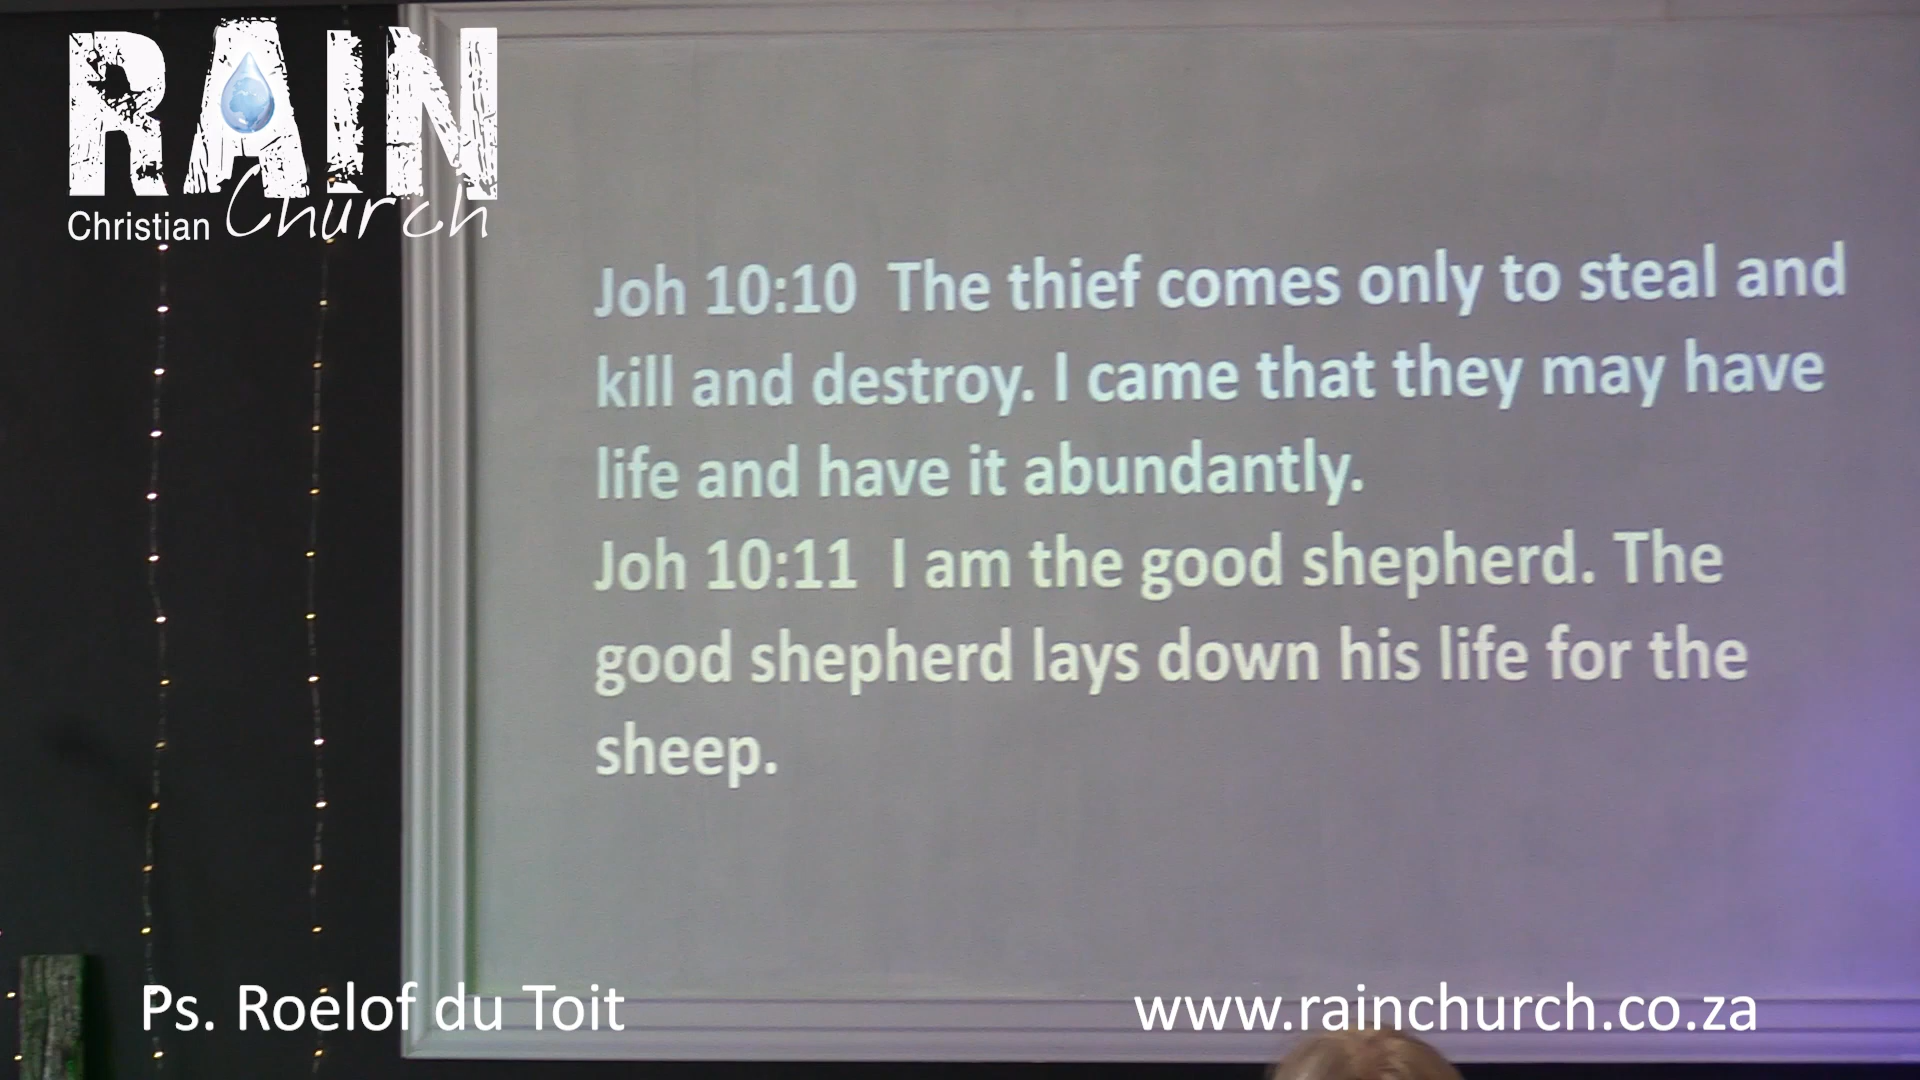 RAIN
Christian Church
Joh 10:10 The thief comes only to steal and
kill and destroy. I came that they may have
life and have it abundantly.
Joh 10:11 I am the good shepherd. The
good shepherd lays down his life for the
sheep.
Ps. Roelof du Toit
www.rainchurch.co.za